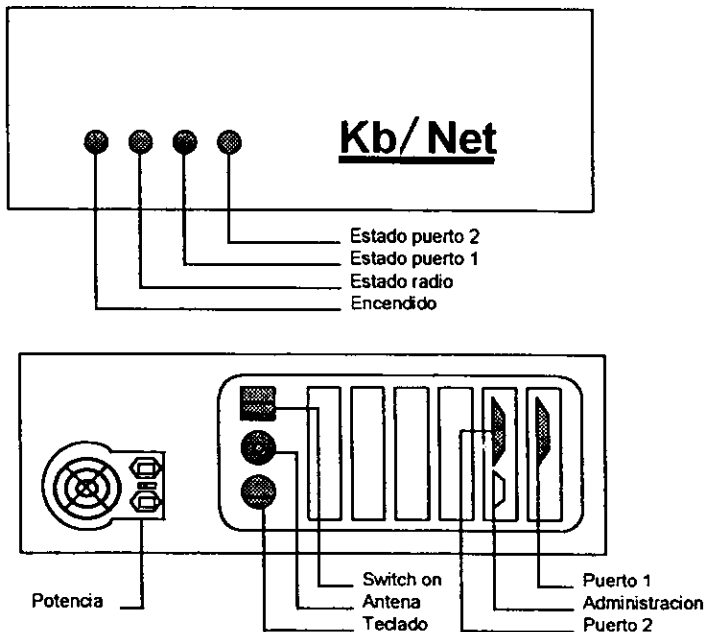 Kb/ Net
Estado puerto 2
Estado puerto 1
Estado radio
Encendido
Potencia
Switch on
Antena
Teclado
Puerto 1
Administracion
Puerto 2